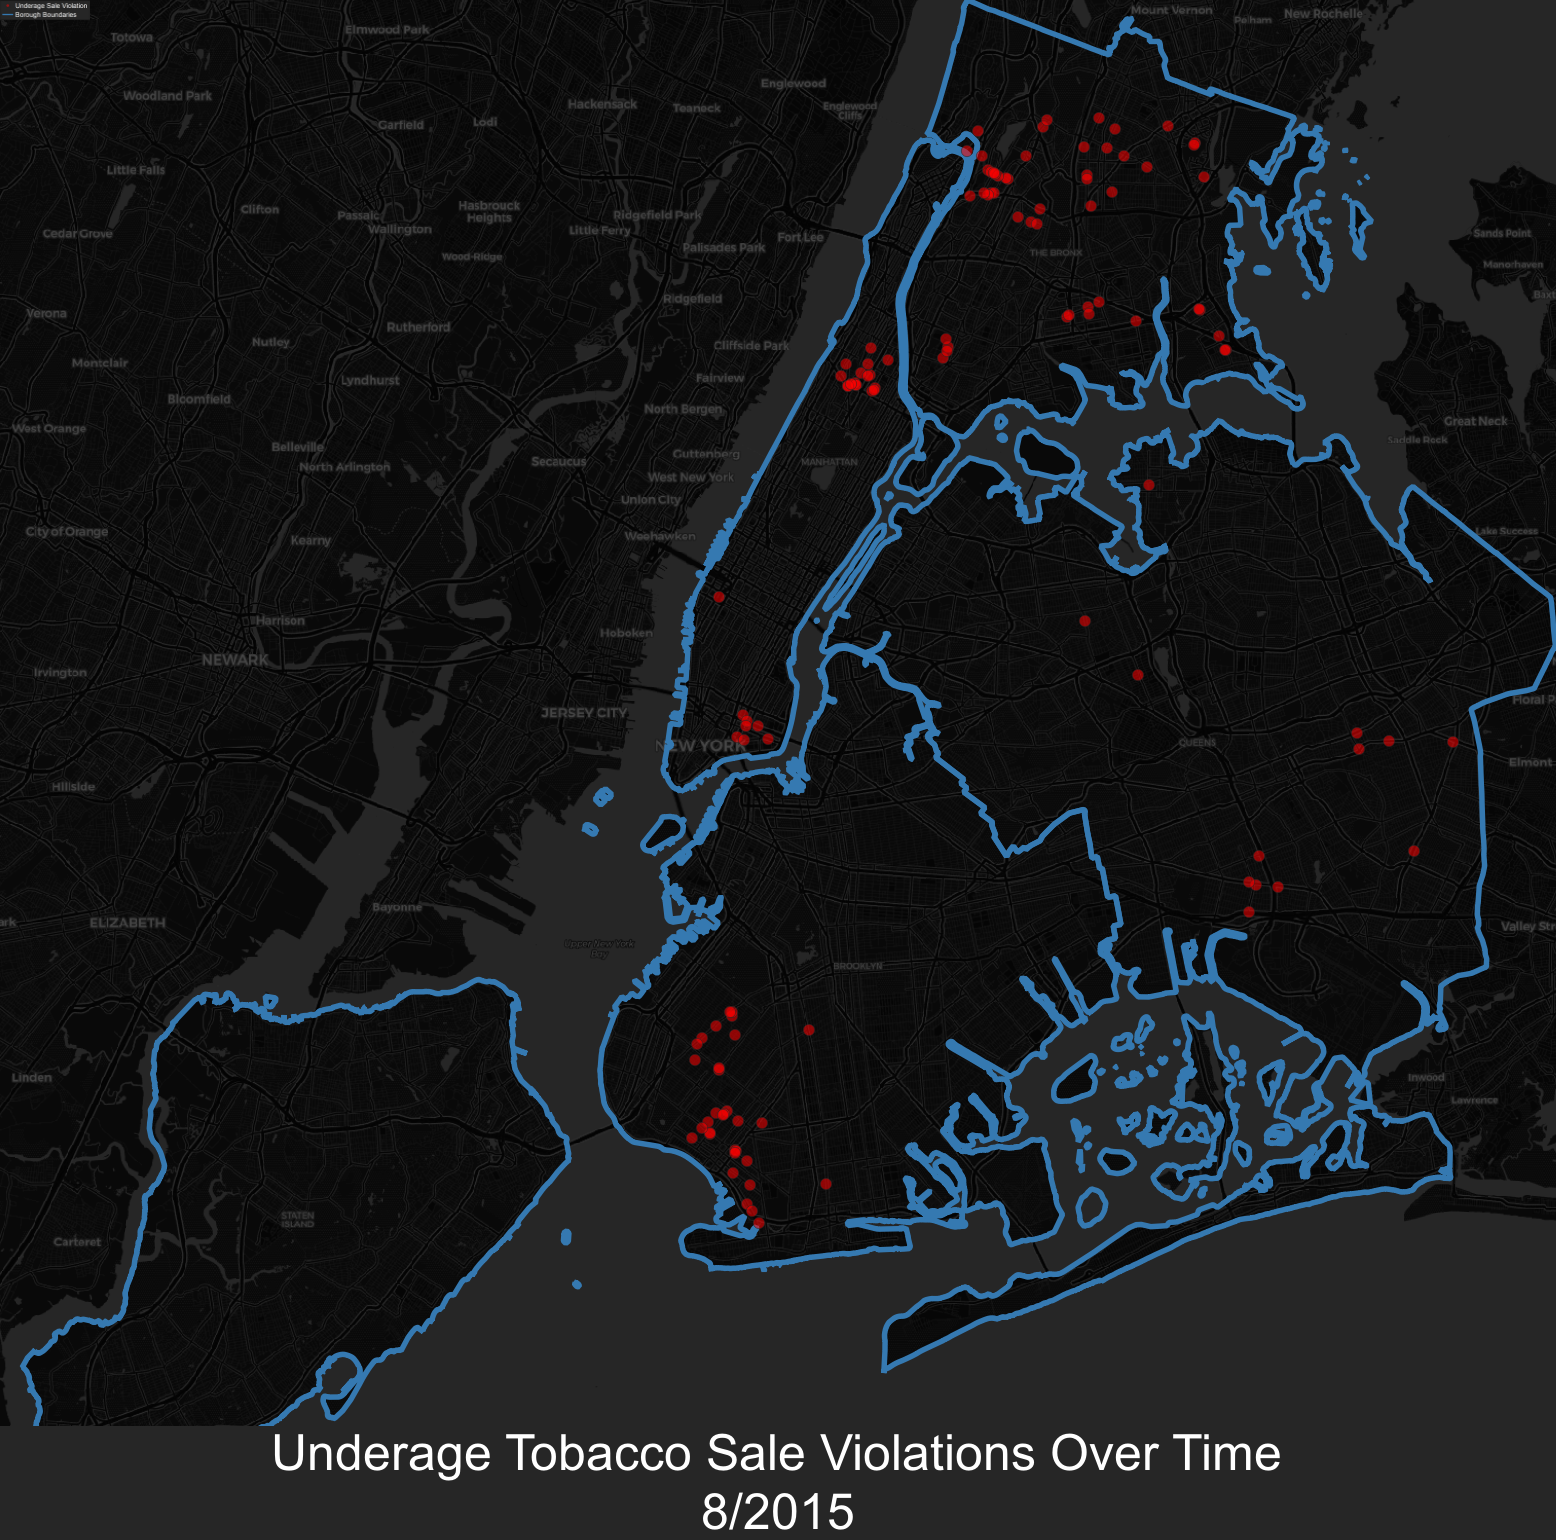 Underage Sale Violation
Borough Boundaries
Mount Vernon
Pelham
New Rochelle
Elmwood Park
Totowa
Englewood
Woodland Park
Hackensack
Teaneck
Englewood
Cliffs
Garfield
Lodi
Little Falls
Hasbrouck
Heights
Clifton
Passaic
Ridgefield Park
Wallington
Little Ferry
Cedar Grove
Fort Lee
Sands Point
Palisades Park
THE BRONX
Wood-Ridge
Manorhaven
Baxt
Ridgefield
Verona
Rutherford
Nutley
Cliffside Park
Montclair
Lyndhurst
Fairview
Bloomfield
North Bergen
Great Neck
West Orange
Saddle Rock
Belleville
Guttenberg
MANHATTAN
North Arlington
Secaucus
West New York
Union City
City of Orange
Lake Success
Kearny
Weehawken
Harrison
Hoboken
NEWARK
Irvington
Floral P
JERSEY CITY
NEW YORK
QUEENS
Elmont
Hillside
Bayonne
ark
ELIZABETH
Valley Str
Upper New York
Bay
BROOKLYN
Linden
Inwood
Lawrence
STATEN
ISLAND
Carteret
Underage Tobacco Sale Violations Over Time
8/2015